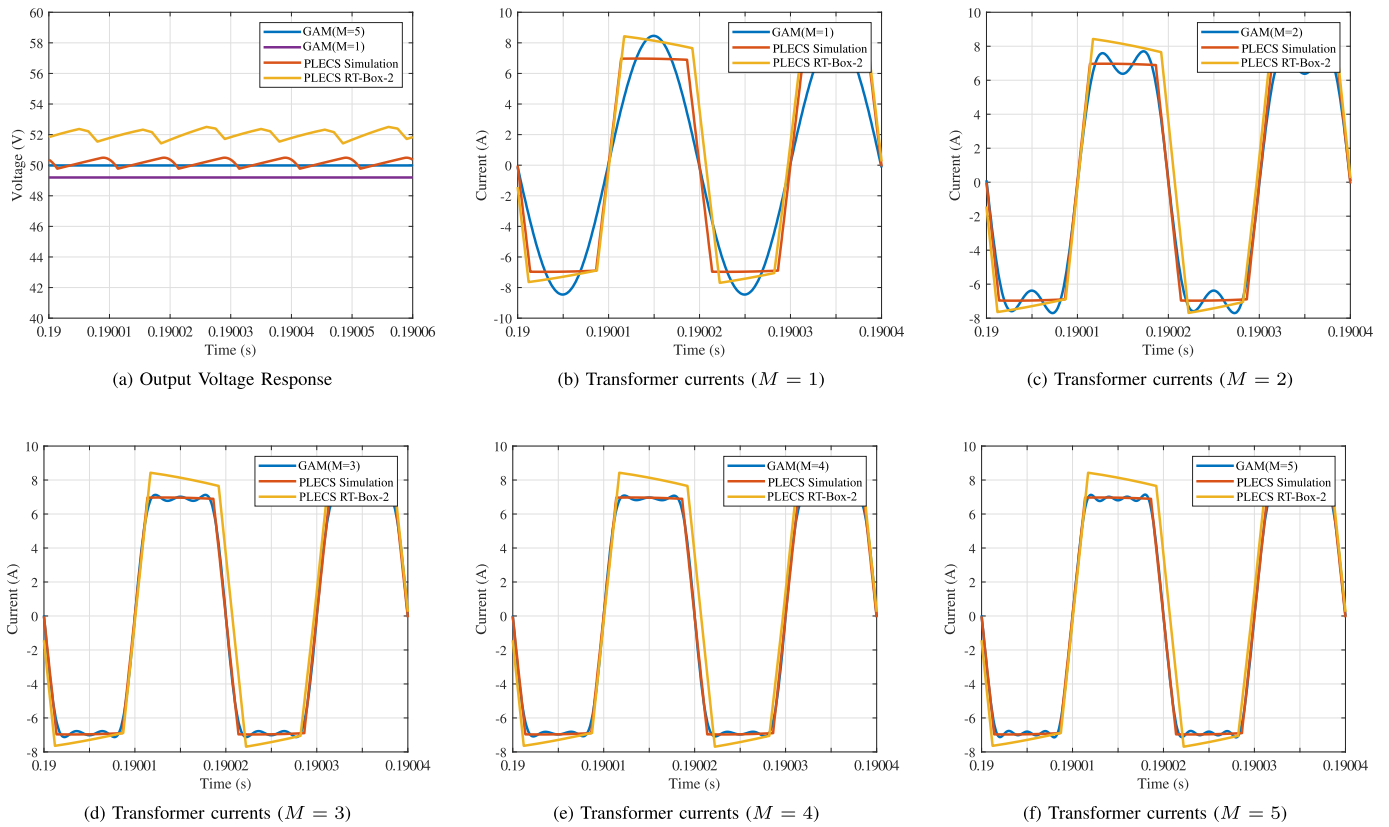 60
58
56
54
52
50
48
46
44
42
40
Voltage (V)
GAM(M=5)
GAM(M=1)
PLECS Simulation
PLECS RT-Box-2
0.19 0.19001 0.19002 0.19003 0.19004 0.19005 0.19006
Time (s)
(a) Output Voltage Response
10
8
6
4
2
0
-2
-4
-6
-8
-10
Current (A)
GAM(M=1)
PLECS Simulation
PLECS RT-Box-2
0.19 0.19001 0.19002 0.19003 0.19004
Time (s)
(b) Transformer currents (M = 1)
10
8
6
4
2
0
-2
-4
-6
-8
Current (A)
GAM(M=2)
PLECS Simulation
PLECS RT-Box-2
0.19 0.19001 0.19002 0.19003 0.19004
Time (s)
(c) Transformer currents (M = 2)
10
8
6
4
2
0
-2
-4
-6
-8
Current (A)
GAM(M=3)
PLECS Simulation
PLECS RT-Box-2
0.19 0.19001 0.19002 0.19003 0.19004
Time (s)
(d) Transformer currents (M = 3)
10
8
6
4
2
0
-2
-4
-6
-8
Current (A)
GAM(M=4)
PLECS Simulation
PLECS RT-Box-2
0.19 0.19001 0.19002 0.19003 0.19004
Time (s)
(e) Transformer currents (M = 4)
10
8
6
4
2
0
-2
-4
-6
-8
Current (A)
GAM(M=5)
PLECS Simulation
PLECS RT-Box-2
0.19 0.19001 0.19002 0.19003 0.19004
Time (s)
(f) Transformer currents (M = 5)